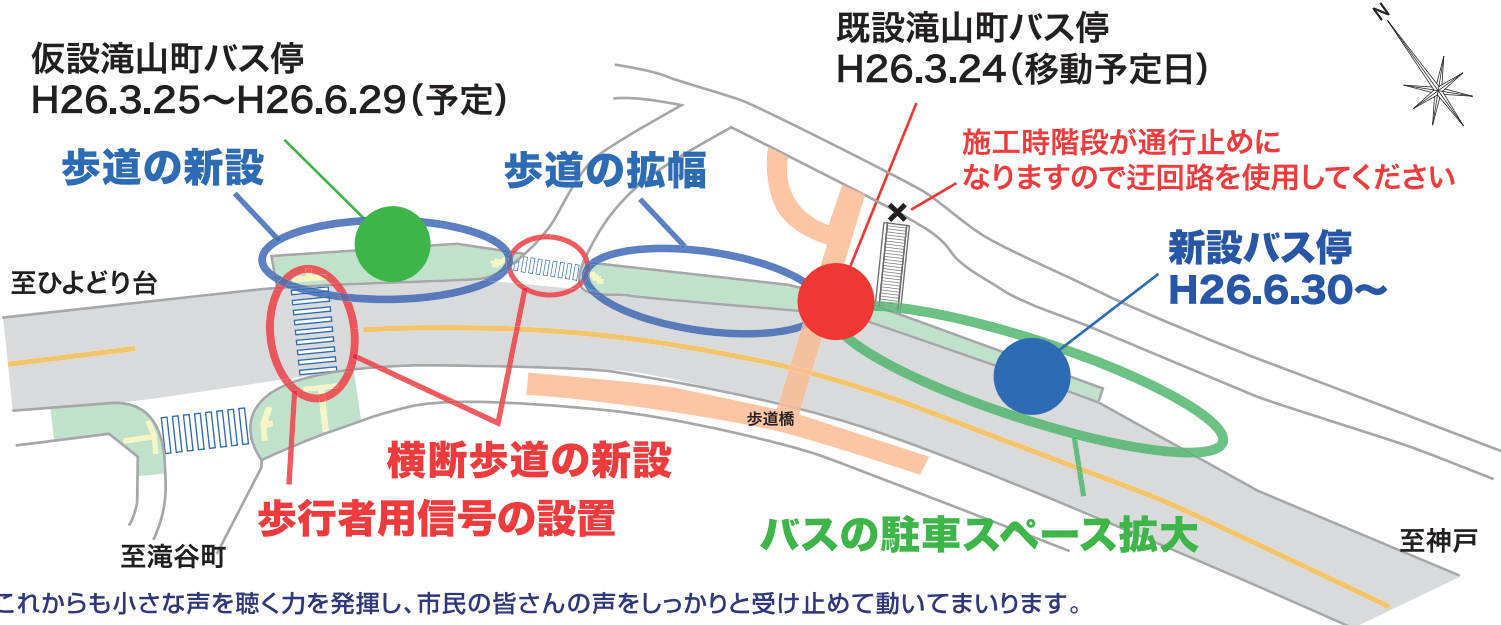 仮設滝山町バス停
H26.3.25～H26.6.29（予定）
既設滝山町バス停
H26.3.24（移動予定日）
N
歩道の新設
歩道の拡幅
施工時階段が通行止めに
なりますので迂回路を使用してください
新設バス停
H26.6.30～
至ひよどり台
歩道橋
横断歩道の新設
歩行者用信号の設置
バスの駐車スペース拡大
至滝谷町
至神戸
これからも小さな声を聴く力を発揮し、市民の皆さんの声をしっかりと受け止めて動いてまいります。